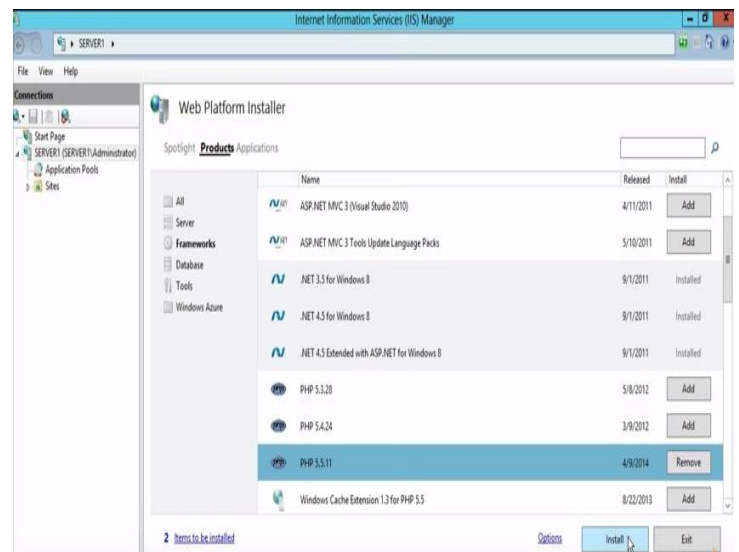 Internet Information Services (IIS) Manager
SERVER1
File View Help
Connections
Start Page
SERVER1 (SERVER1\Administrator)
Application Pools
Sites
Web Platform Installer
Spotlight Products Applications
All
Server
Frameworks
Database
Tools
Windows Azure
Name Released Install
ASP.NET MVC 3 (Visual Studio 2010) 4/11/2011 Add
ASP.NET MVC 3 Tools Update Language Packs 5/10/2011 Add
.NET 3.5 for Windows 8 9/1/2011 Installed
.NET 4.5 for Windows 8 9/1/2011 Installed
.NET 4.5 Extended with ASP.NET for Windows 8 9/1/2011 Installed
PHP 5.3.28 5/8/2012 Add
PHP 5.4.24 3/9/2012 Add
PHP 5.5.11 4/9/2014 Remove
Windows Cache Extension 1.3 for PHP 5.5 8/22/2013 Add
2 Items to be installed Options Install Exit